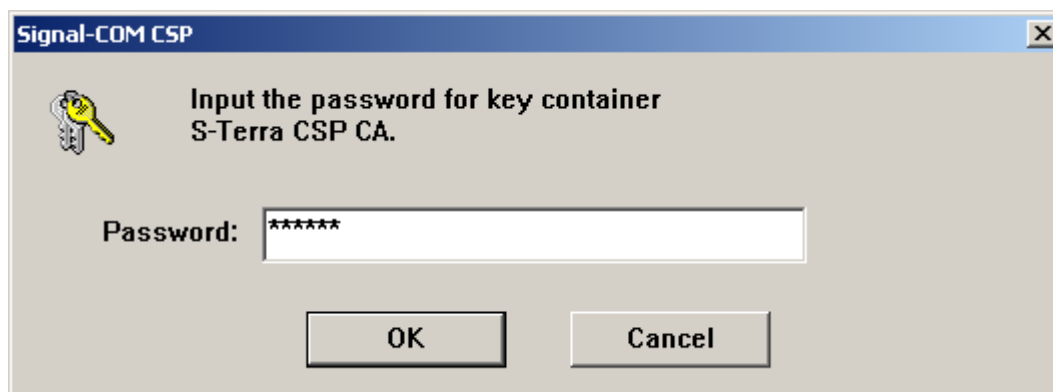 Signal-COM CSP
Input the password for key container
S-Terra CSP CA.
Password: ******
OK Cancel